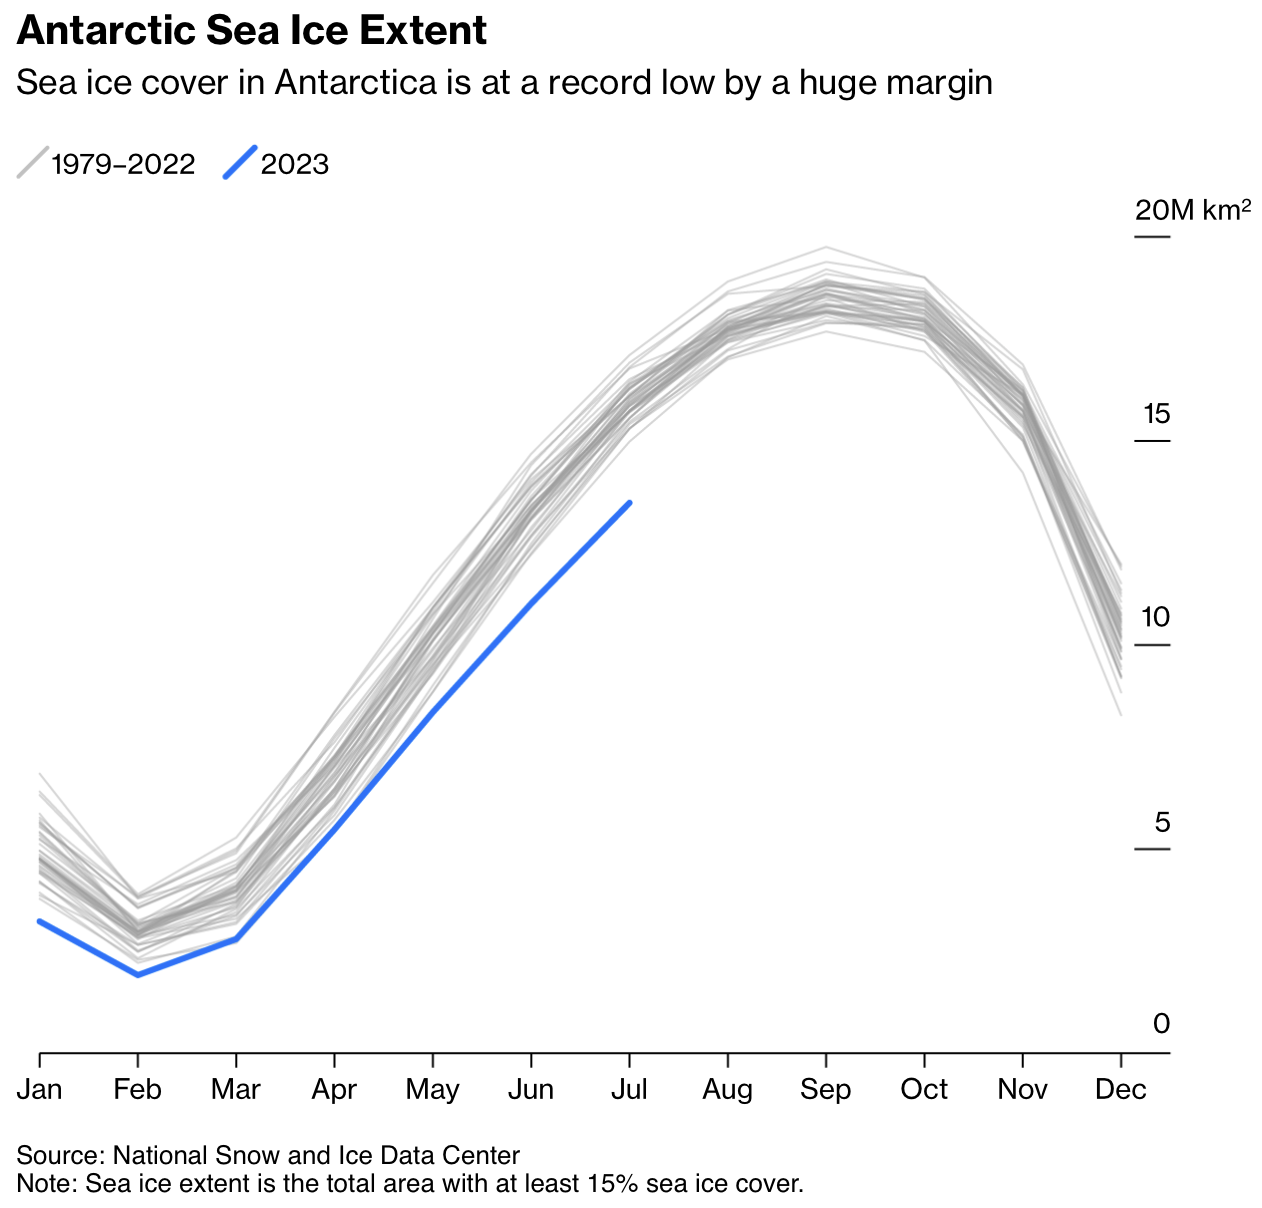 Antarctic Sea Ice Extent
Sea ice cover in Antarctica is at a record low by a huge margin
1979–2022 2023
20M km²
15
10
5
0
Jan Feb Mar Apr May Jun Jul Aug Sep Oct Nov Dec
Source: National Snow and Ice Data Center
Note: Sea ice extent is the total area with at least 15% sea ice cover.